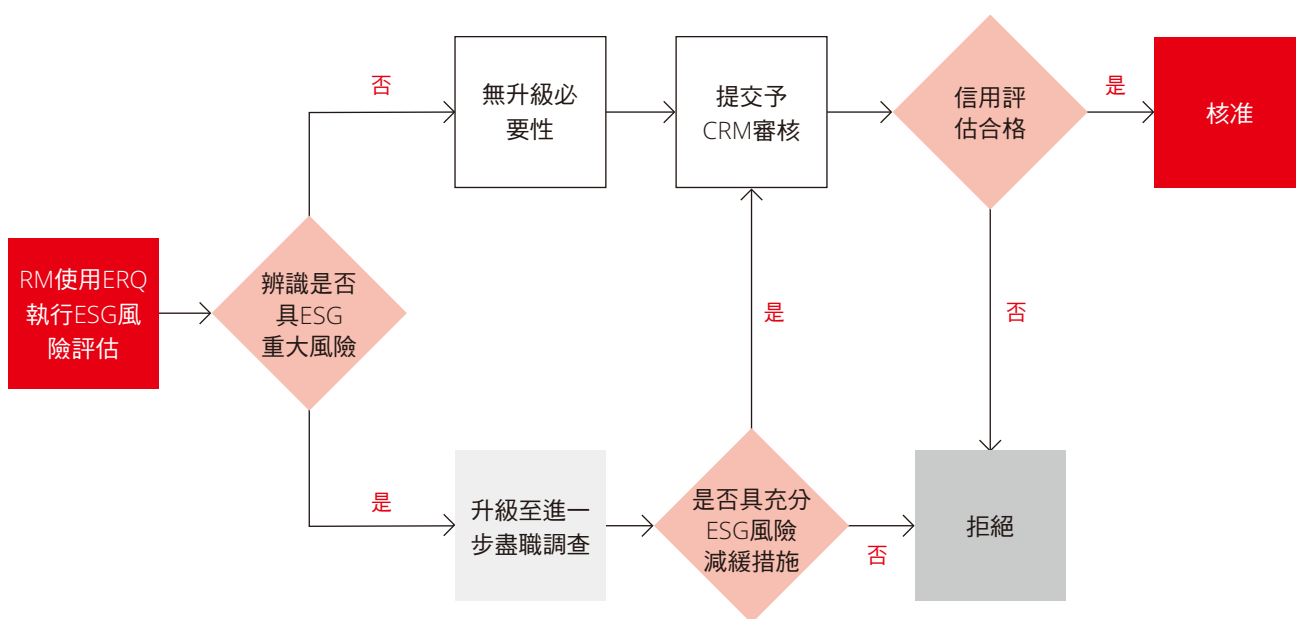 否
無升級必
要性
提交予
CRM審核
信用評
估合格
是
核准
RM使用ERQ
執行ESG風
險評估
辨識是否
具ESG
重大風險
是
否
是
升級至進一
步盡職調查
是否具充分
ESG風險
減緩措施
否
拒絕